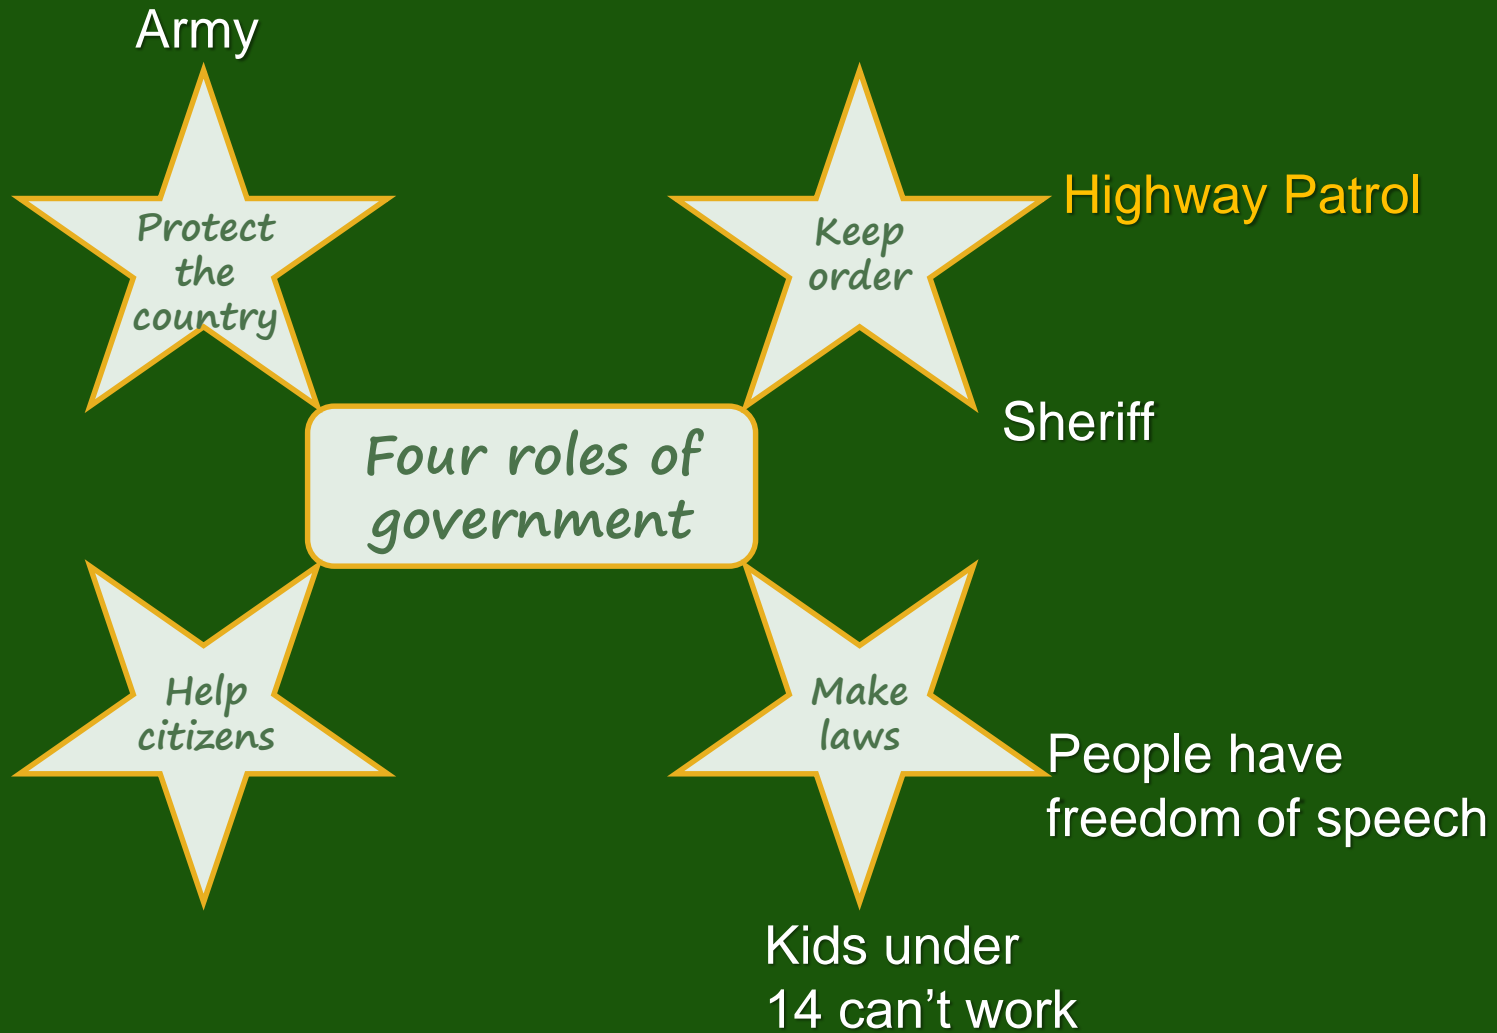 Army
Protect
the
country
Keep
order
Highway Patrol
Sheriff
Four roles of
government
Help
citizens
Make
laws
People have
freedom of speech
Kids under
14 can’t work